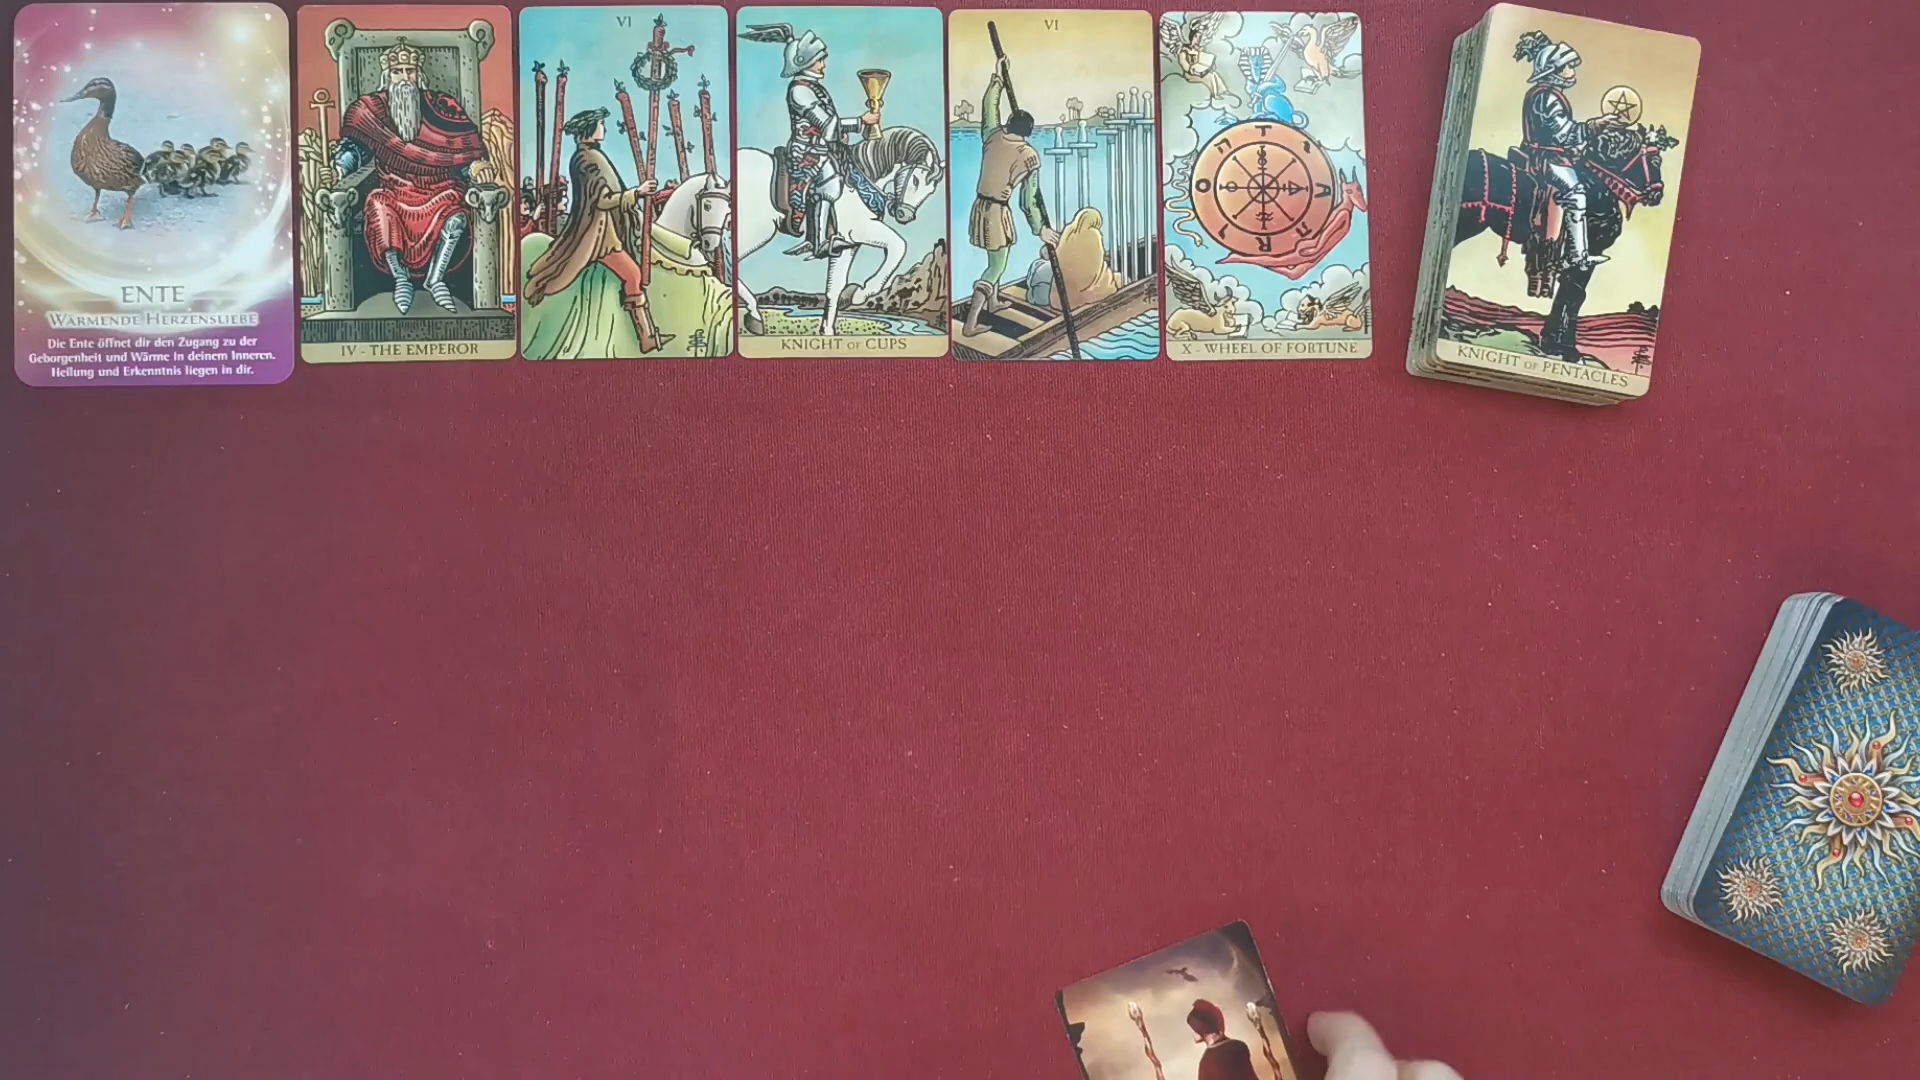 ENTE
WÄRMENDE HERZENSLIEBE
Die Ente öffnet dir den Zugang zu der
Geborgenheit und Wärme in deinem Inneren.
Heilung und Erkenntnis liegen in dir.
IV - THE EMPEROR
VI
KNIGHT OF CUPS
VI
T
A
R
O
X - WHEEL OF FORTUNE
KNIGHT OF PENTACLES